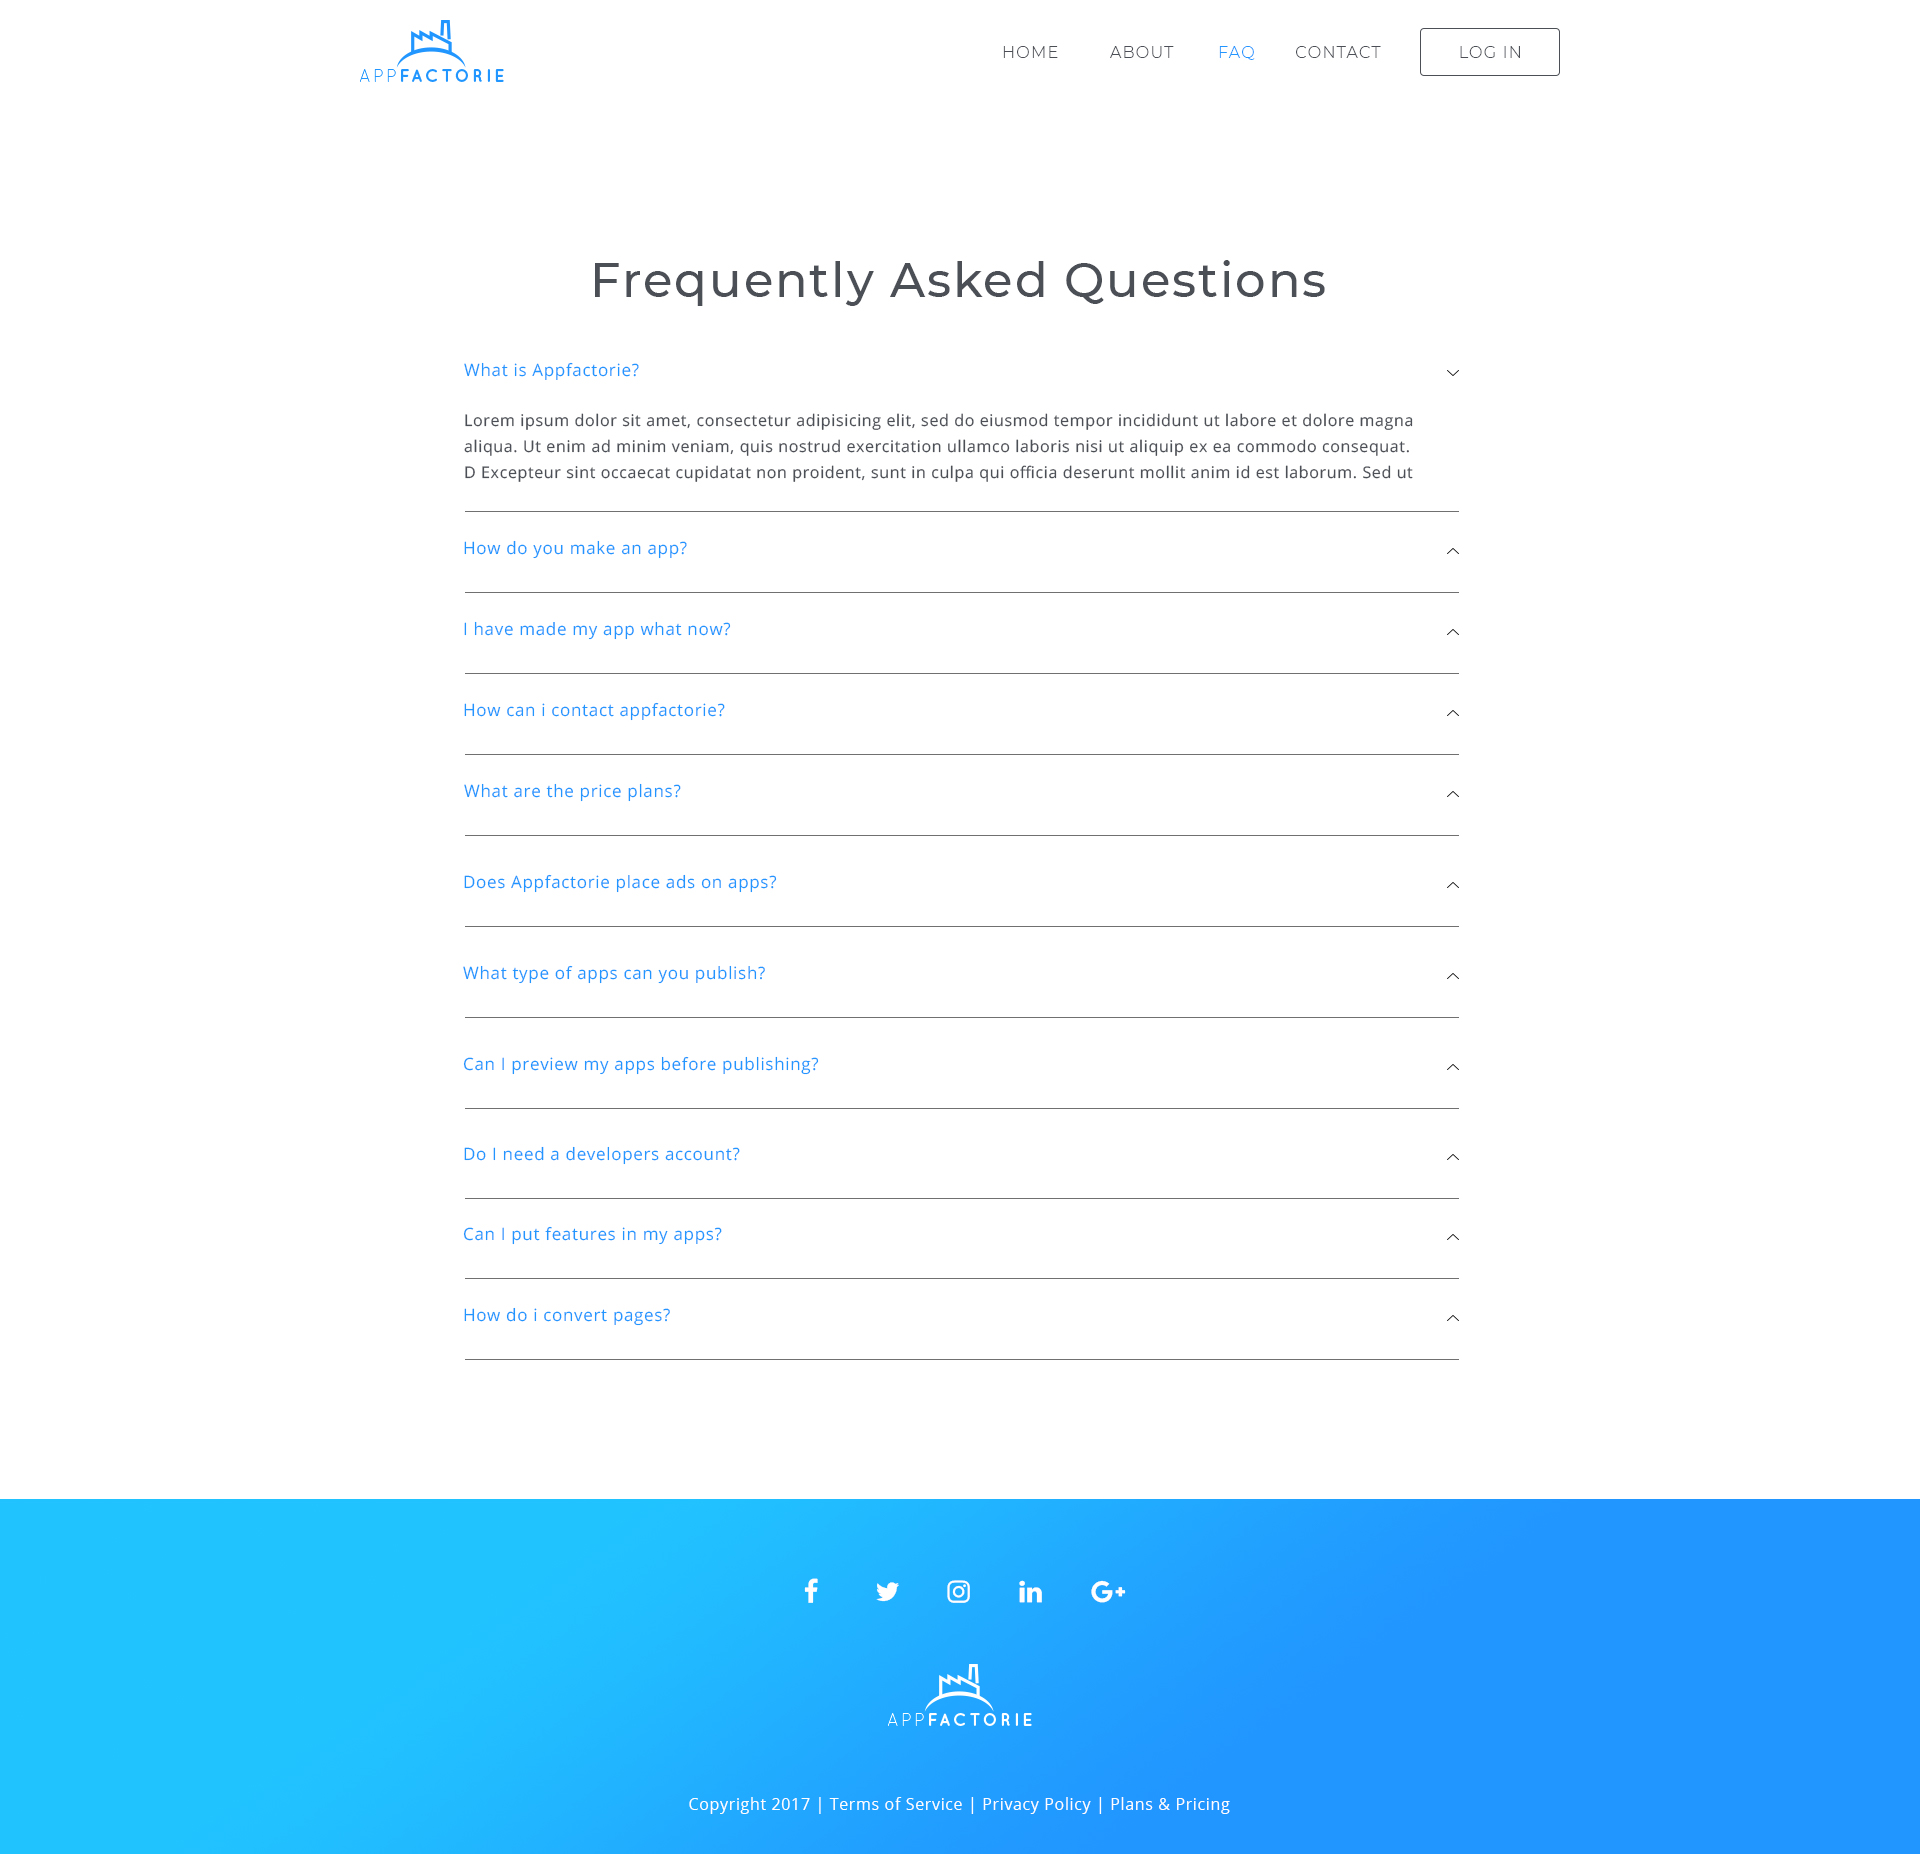 APPFACTORIE
HOME ABOUT FAQ CONTACT LOG IN
Frequently Asked Questions
What is Appfactorie?
Lorem ipsum dolor sit amet, consectetur adipisicing elit, sed do eiusmod tempor incididunt ut labore et dolore magna
aliqua. Ut enim ad minim veniam, quis nostrud exercitation ullamco laboris nisi ut aliquip ex ea commodo consequat.
D Excepteur sint occaecat cupidatat non proident, sunt in culpa qui officia deserunt mollit anim id est laborum. Sed ut
How do you make an app?
I have made my app what now?
How can i contact appfactorie?
What are the price plans?
Does Appfactorie place ads on apps?
What type of apps can you publish?
Can I preview my apps before publishing?
Do I need a developers account?
Can I put features in my apps?
How do i convert pages?
APPFACTORIE
Copyright 2017 | Terms of Service | Privacy Policy | Plans & Pricing